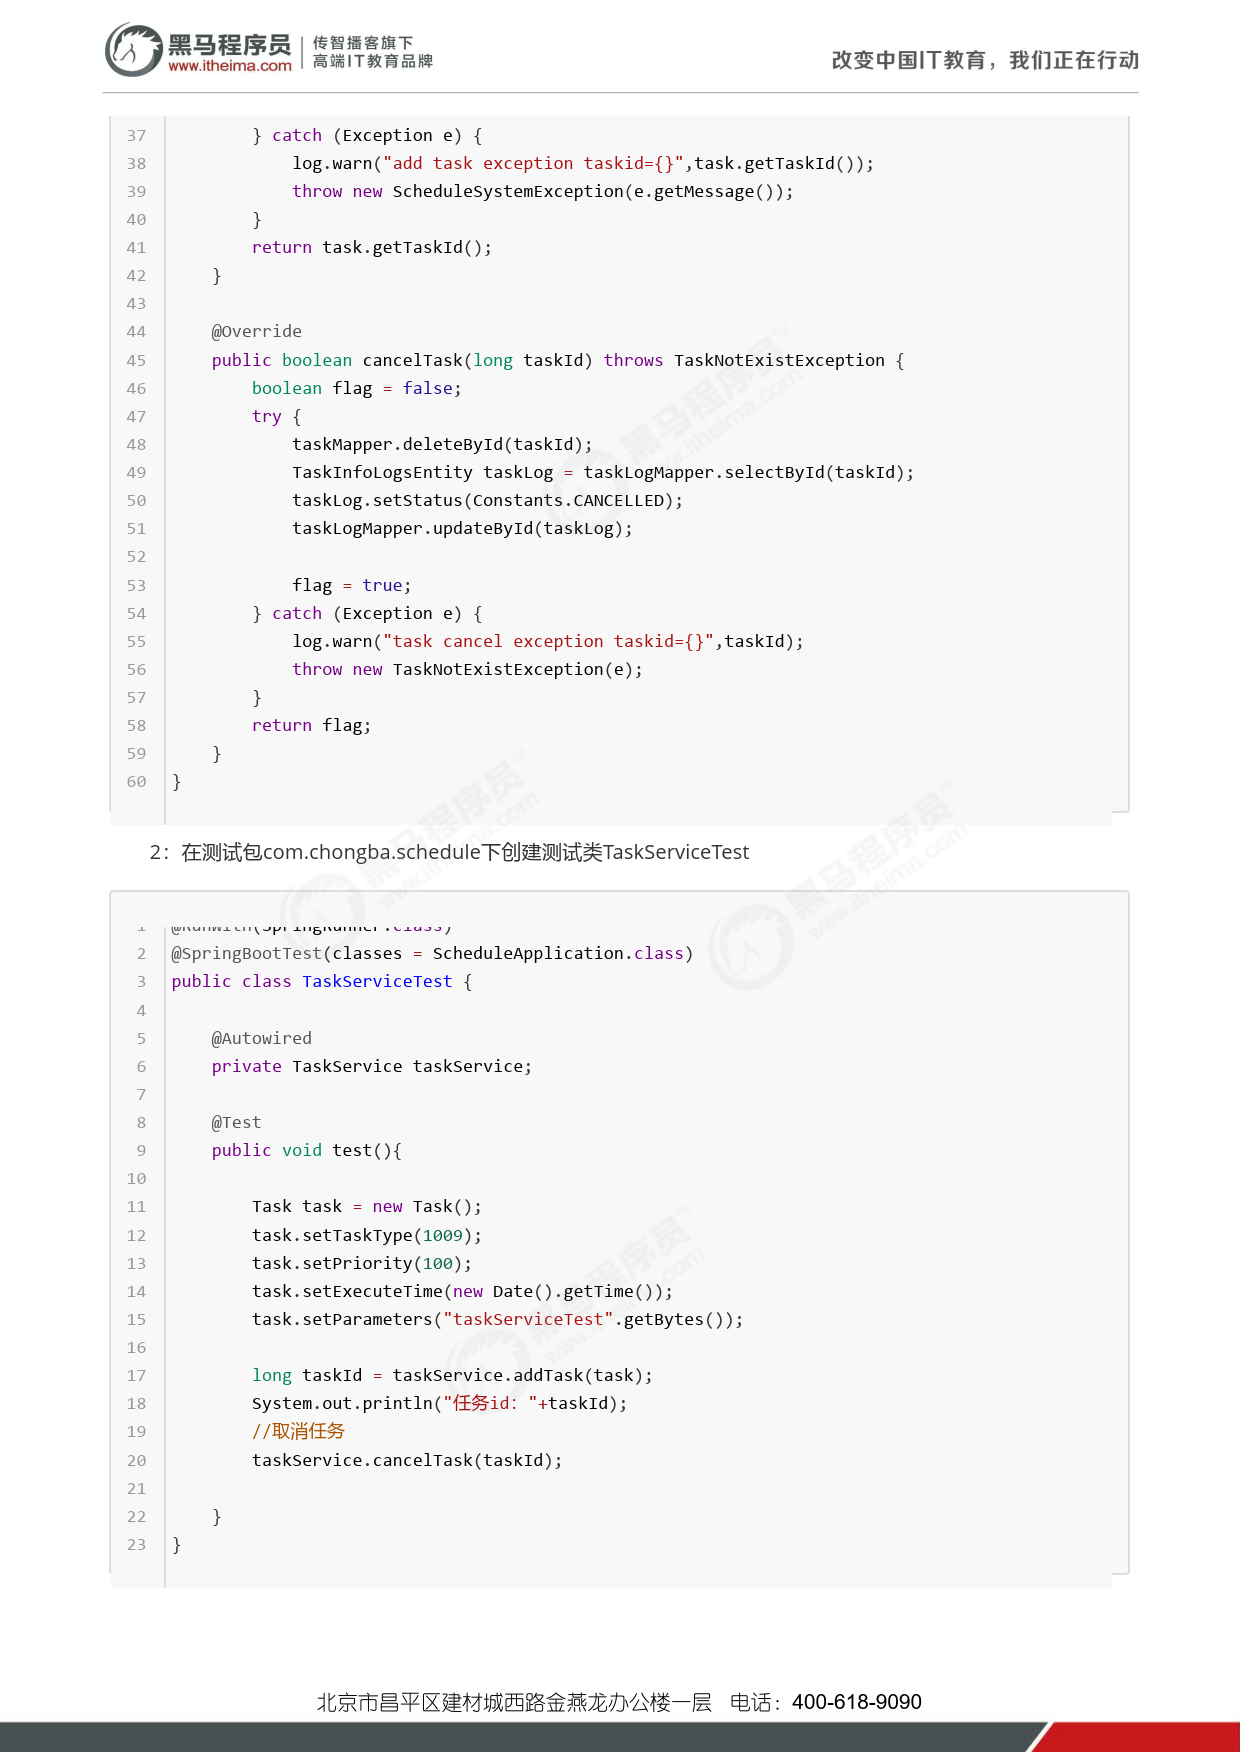 黑马程序员
www.itheima.com
传智播客旗下
高端IT教育品牌
改变中国IT教育，我们正在行动
37         } catch (Exception e) {
38             log.warn("add task exception taskid={}",task.getTaskId());
39             throw new ScheduleSystemException(e.getMessage());
40         }
41         return task.getTaskId();
42     }
43
44     @Override
45     public boolean cancelTask(long taskId) throws TaskNotExistException {
46         boolean flag = false;
47         try {
48             taskMapper.deleteById(taskId);
49             TaskInfoLogsEntity taskLog = taskLogMapper.selectById(taskId);
50             taskLog.setStatus(Constants.CANCELLED);
51             taskLogMapper.updateById(taskLog);
52
53             flag = true;
54         } catch (Exception e) {
55             log.warn("task cancel exception taskid={}",taskId);
56             throw new TaskNotExistException(e);
57         }
58         return flag;
59     }
60 }
2：在测试包com.chongba.schedule下创建测试类TaskServiceTest
1 @RunWith(SpringRunner.class)
2 @SpringBootTest(classes = ScheduleApplication.class)
3 public class TaskServiceTest {
4
5     @Autowired
6     private TaskService taskService;
7
8     @Test
9     public void test(){
10
11         Task task = new Task();
12         task.setTaskType(1009);
13         task.setPriority(100);
14         task.setExecuteTime(new Date().getTime());
15         task.setParameters("taskServiceTest".getBytes());
16
17         long taskId = taskService.addTask(task);
18         System.out.println("任务id："+taskId);
19         //取消任务
20         taskService.cancelTask(taskId);
21
22     }
23 }
北京市昌平区建材城西路金燕龙办公楼一层 电话：400-618-9090